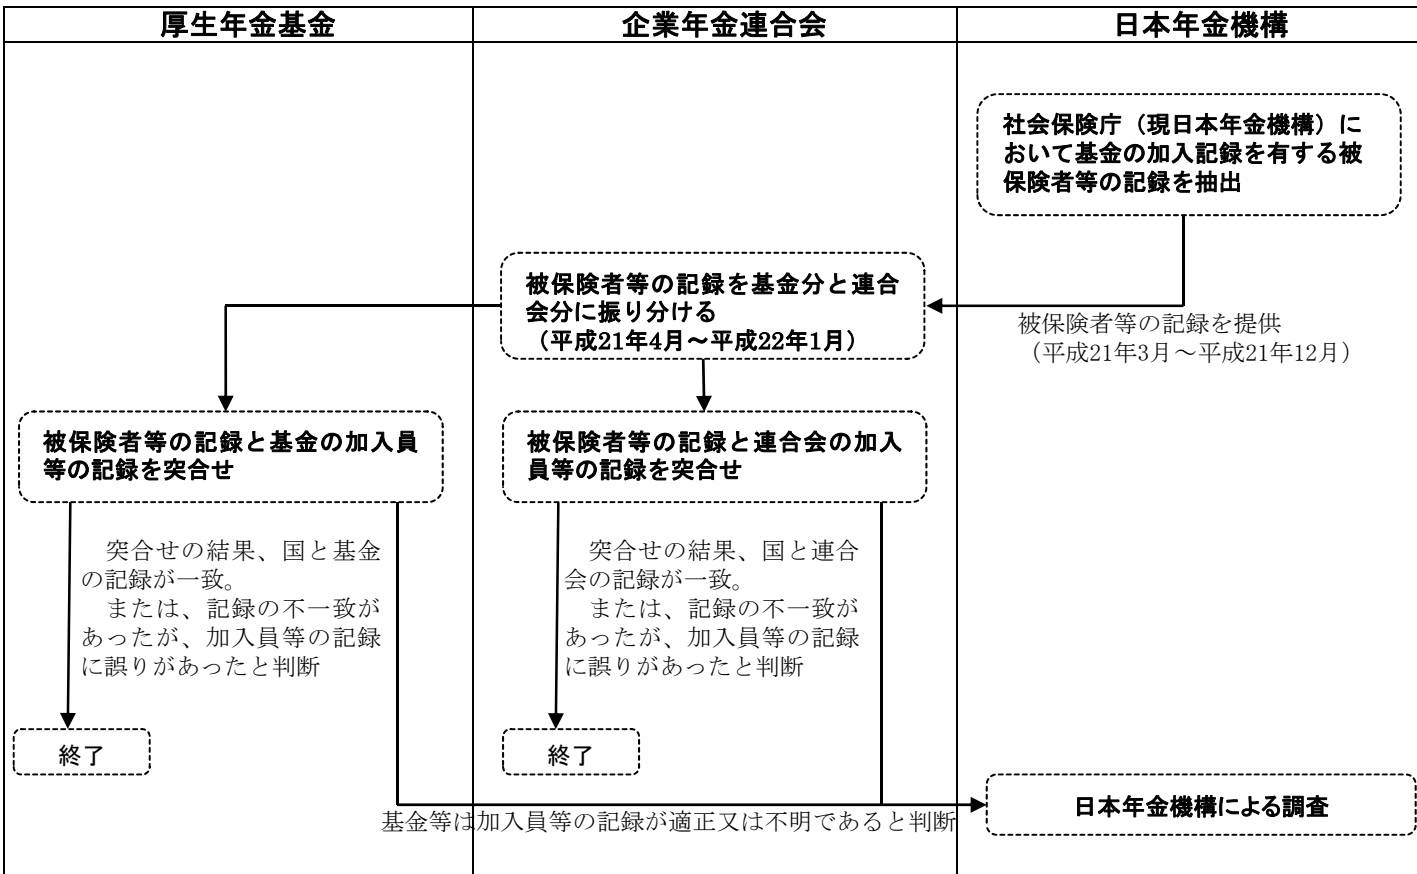 厚生年金基金
企業年金連合会
日本年金機構
社会保険庁（現日本年金機構）に
おいて基金の加入記録を有する被
保険者等の記録を抽出
被保険者等の記録を基金分と連合
会分に振り分ける
（平成21年4月～平成22年1月）
被保険者等の記録を提供
（平成21年3月～平成21年12月）
被保険者等の記録と基金の加入員
等の記録を突合せ
被保険者等の記録と連合会の加入
員等の記録を突合せ
突合せの結果、国と基金
の記録が一致。
または、記録の不一致が
あったが、加入員等の記録
に誤りがあったと判断
突合せの結果、国と連合
会の記録が一致。
または、記録の不一致が
あったが、加入員等の記録
に誤りがあったと判断
終了
終了
日本年金機構による調査
基金等は加入員等の記録が適正又は不明であると判断